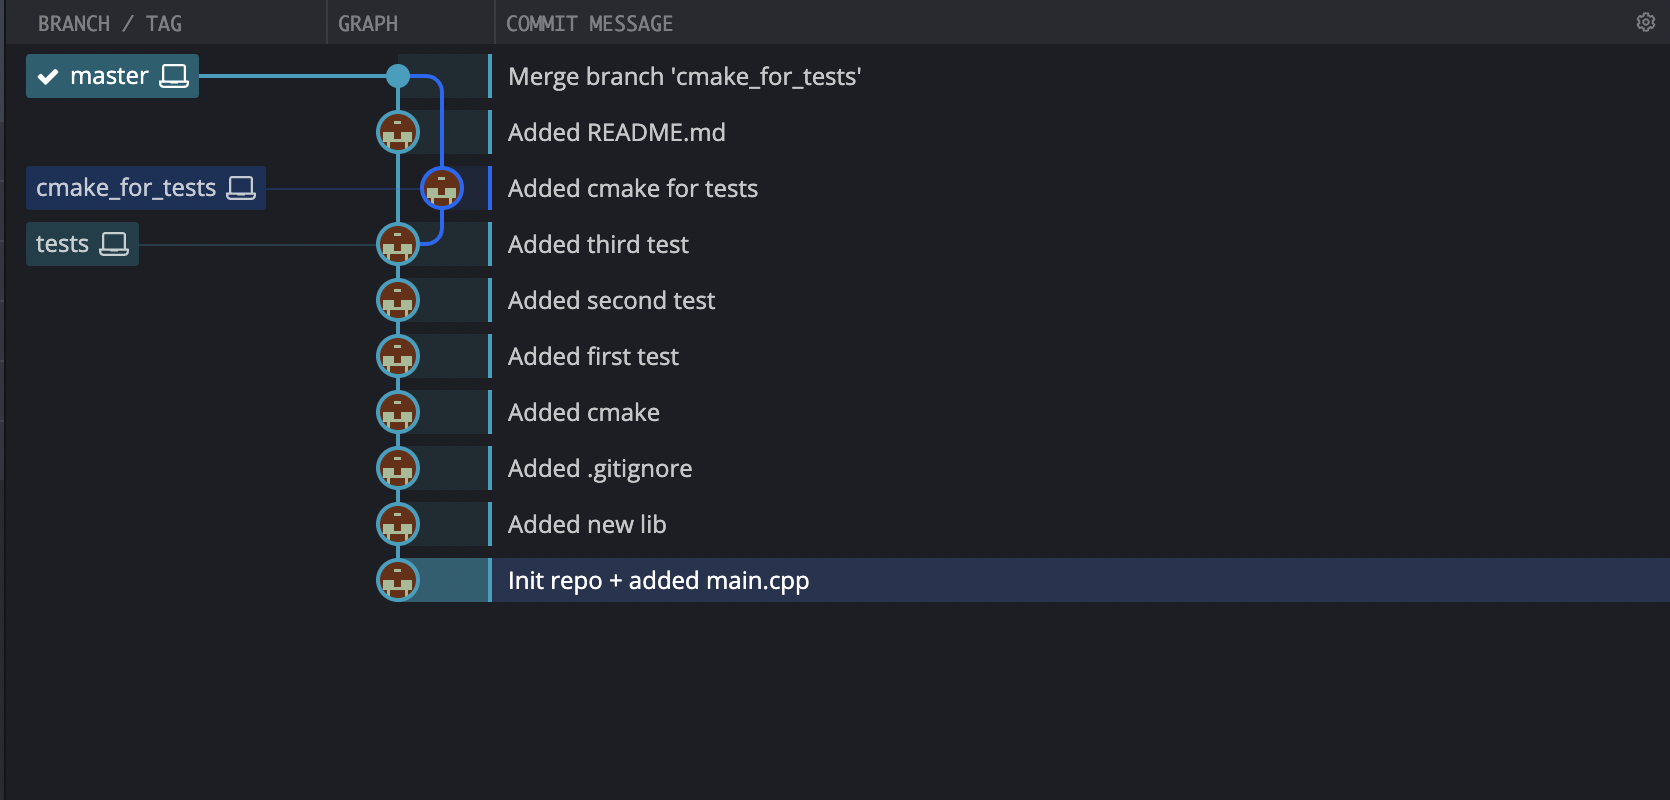 BRANCH / TAG GRAPH COMMIT MESSAGE
master Merge branch 'cmake_for_tests'
Added README.md
cmake_for_tests Added cmake for tests
tests Added third test
Added second test
Added first test
Added cmake
Added .gitignore
Added new lib
Init repo + added main.cpp